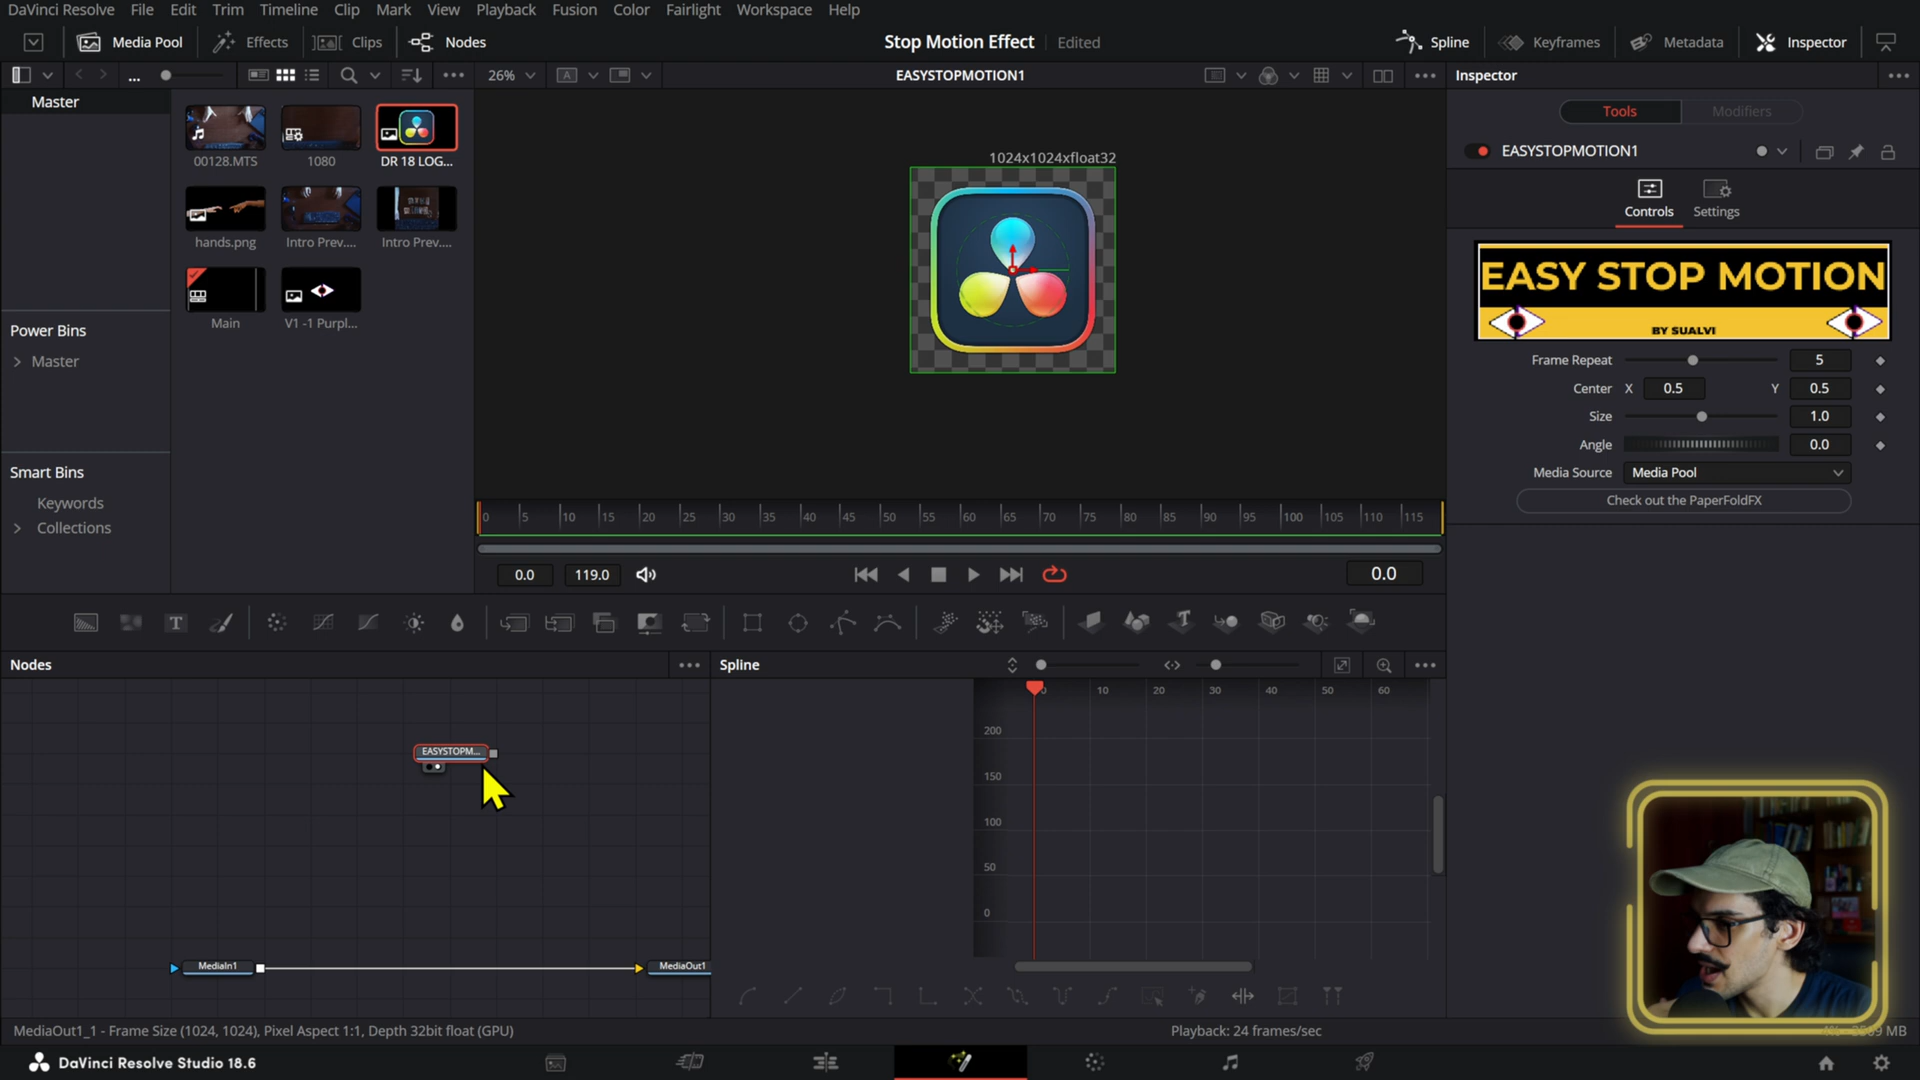 DaVinci Resolve File Edit Trim Timeline Clip Mark View Playback Fusion Color Fairlight Workspace Help
Media Pool Effects Clips Nodes Stop Motion Effect Edited Spline Keyframes Metadata Inspector
... 26% A EASYSTOPMOTION1 Inspector
Master
Tools Modifiers
00128.MTS 1080 DR 18 LOG...
EASYSTOPMOTION1
1024x1024xfloat32
Controls Settings
hands.png Intro Prev.... Intro Prev....
EASY STOP MOTION
BY SUALVI
Main V1 -1 Purpl...
Power Bins
Master
Frame Repeat 5
Center X 0.5 Y 0.5
Size 1.0
Angle 0.0
Media Source Media Pool
Check out the PaperFoldFX
Smart Bins
Keywords
Collections
0 5 10 15 20 25 30 35 40 45 50 55 60 65 70 75 80 85 90 95 100 105 110 115
0.0 119.0 0.0
T T
Nodes Spline
0 10 20 30 40 50 60
200
150
100
50
0
EASYSTOPM...
MediaIn1 MediaOut1
MediaOut1_1 - Frame Size (1024, 1024), Pixel Aspect 1:1, Depth 32bit float (GPU) Playback: 24 frames/sec MB
DaVinci Resolve Studio 18.6